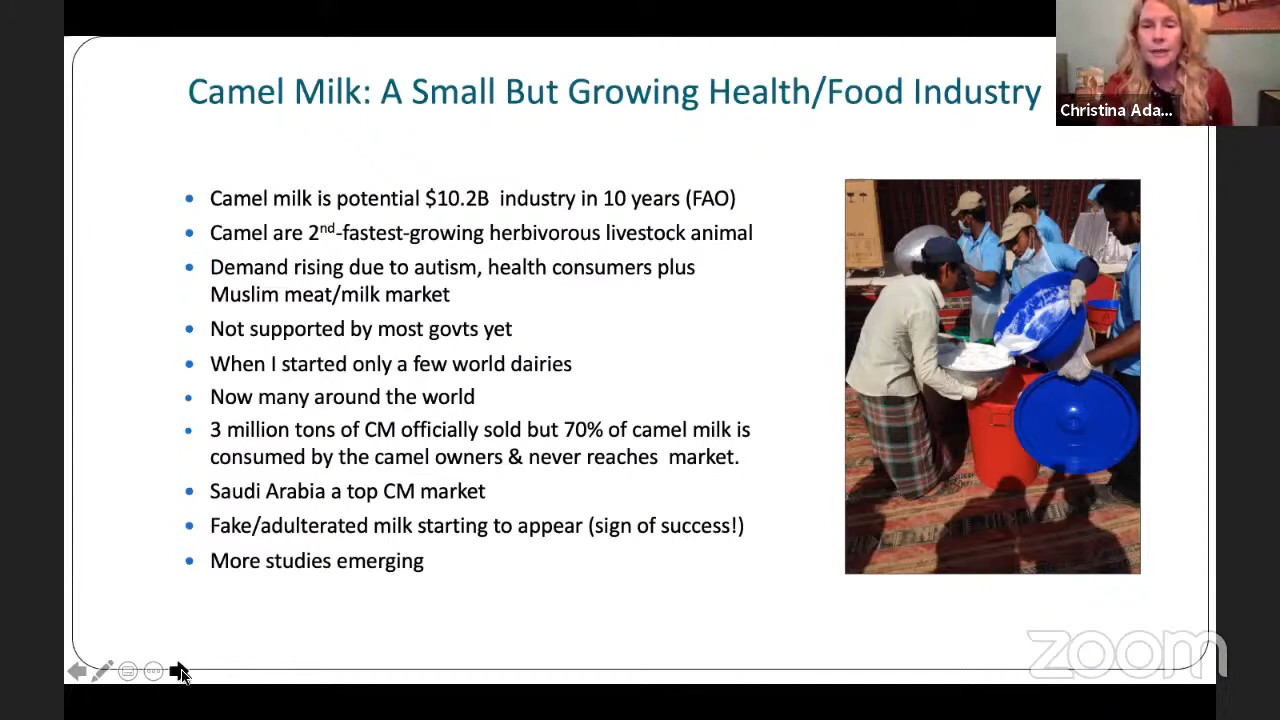 Camel Milk: A Small But Growing Health/Food Industry
Christina Ada...
Camel milk is potential $10.2B industry in 10 years (FAO)
Camel are 2nd-fastest-growing herbivorous livestock animal
Demand rising due to autism, health consumers plus
Muslim meat/milk market
Not supported by most govts yet
When I started only a few world dairies
Now many around the world
3 million tons of CM officially sold but 70% of camel milk is
consumed by the camel owners & never reaches market.
Saudi Arabia a top CM market
Fake/adulterated milk starting to appear (sign of success!)
More studies emerging
zoom